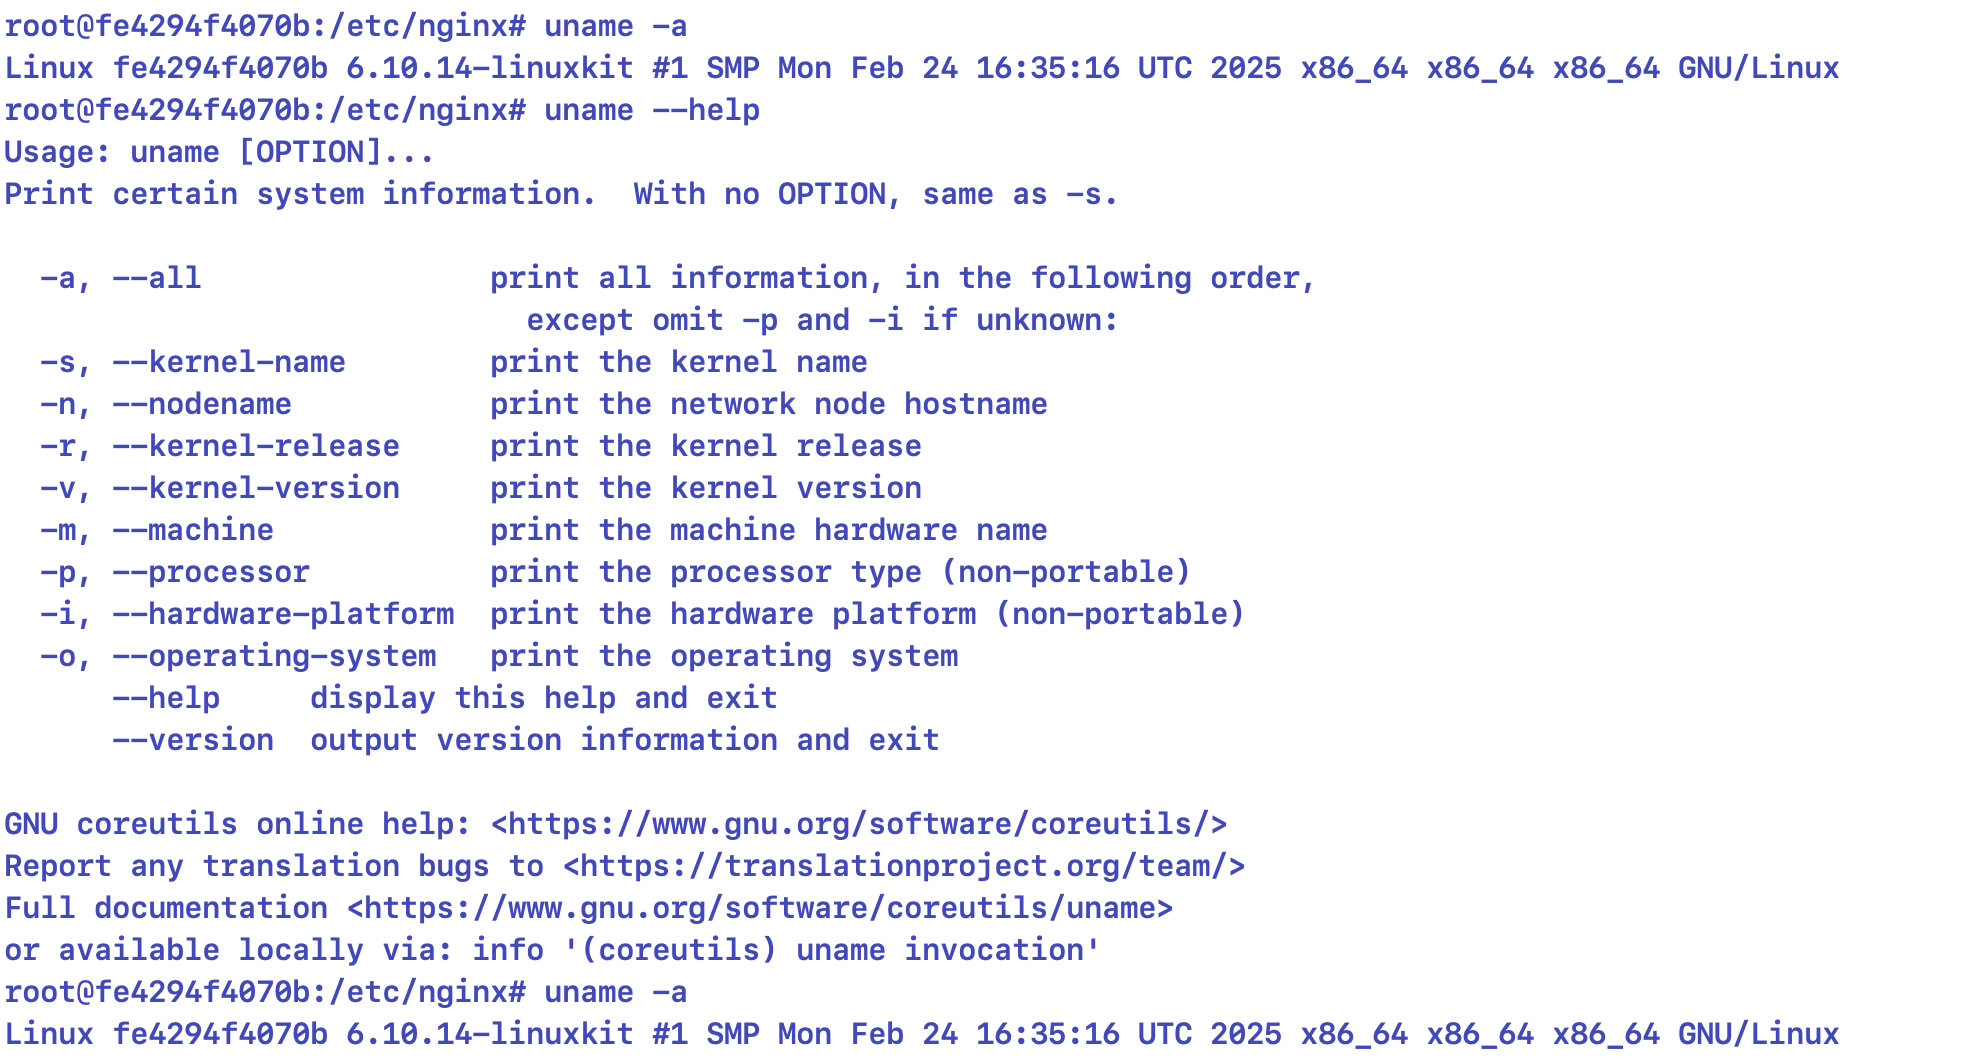 root@fe4294f4070b:/etc/nginx# uname -a
Linux fe4294f4070b 6.10.14-linuxkit #1 SMP Mon Feb 24 16:35:16 UTC 2025 x86_64 x86_64 x86_64 GNU/Linux
root@fe4294f4070b:/etc/nginx# uname --help
Usage: uname [OPTION]...
Print certain system information.  With no OPTION, same as -s.

  -a, --all                print all information, in the following order,
                             except omit -p and -i if unknown:
  -s, --kernel-name        print the kernel name
  -n, --nodename           print the network node hostname
  -r, --kernel-release     print the kernel release
  -v, --kernel-version     print the kernel version
  -m, --machine            print the machine hardware name
  -p, --processor          print the processor type (non-portable)
  -i, --hardware-platform  print the hardware platform (non-portable)
  -o, --operating-system   print the operating system
      --help     display this help and exit
      --version  output version information and exit

GNU coreutils online help: <https://www.gnu.org/software/coreutils/>
Report any translation bugs to <https://translationproject.org/team/>
Full documentation <https://www.gnu.org/software/coreutils/uname>
or available locally via: info '(coreutils) uname invocation'
root@fe4294f4070b:/etc/nginx# uname -a
Linux fe4294f4070b 6.10.14-linuxkit #1 SMP Mon Feb 24 16:35:16 UTC 2025 x86_64 x86_64 x86_64 GNU/Linux